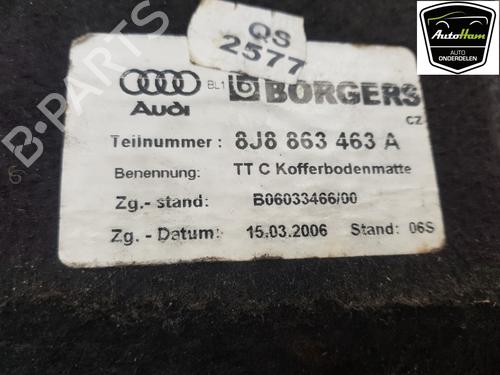 QS
2577
AutoHam
AUTO
ONDERDELEN
Audi
BL1
BORGERS
CZ
Teilnummer : 8J8 863 463 A
Benennung: TT C Kofferbodenmatte
Zg.- stand: B06033466/00
Zg. - Datum: 15.03.2006 Stand: 06S
B-PARTS